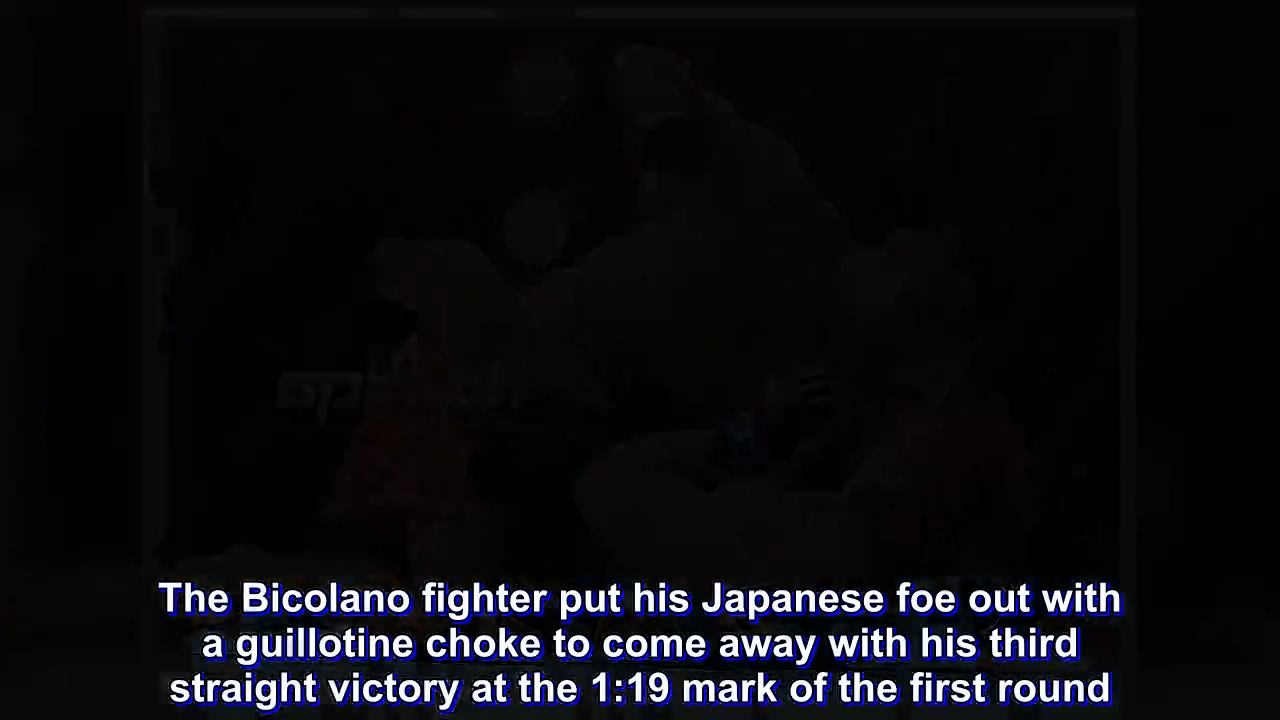 The Bicolano fighter put his Japanese foe out with
a guillotine choke to come away with his third
straight victory at the 1:19 mark of the first round